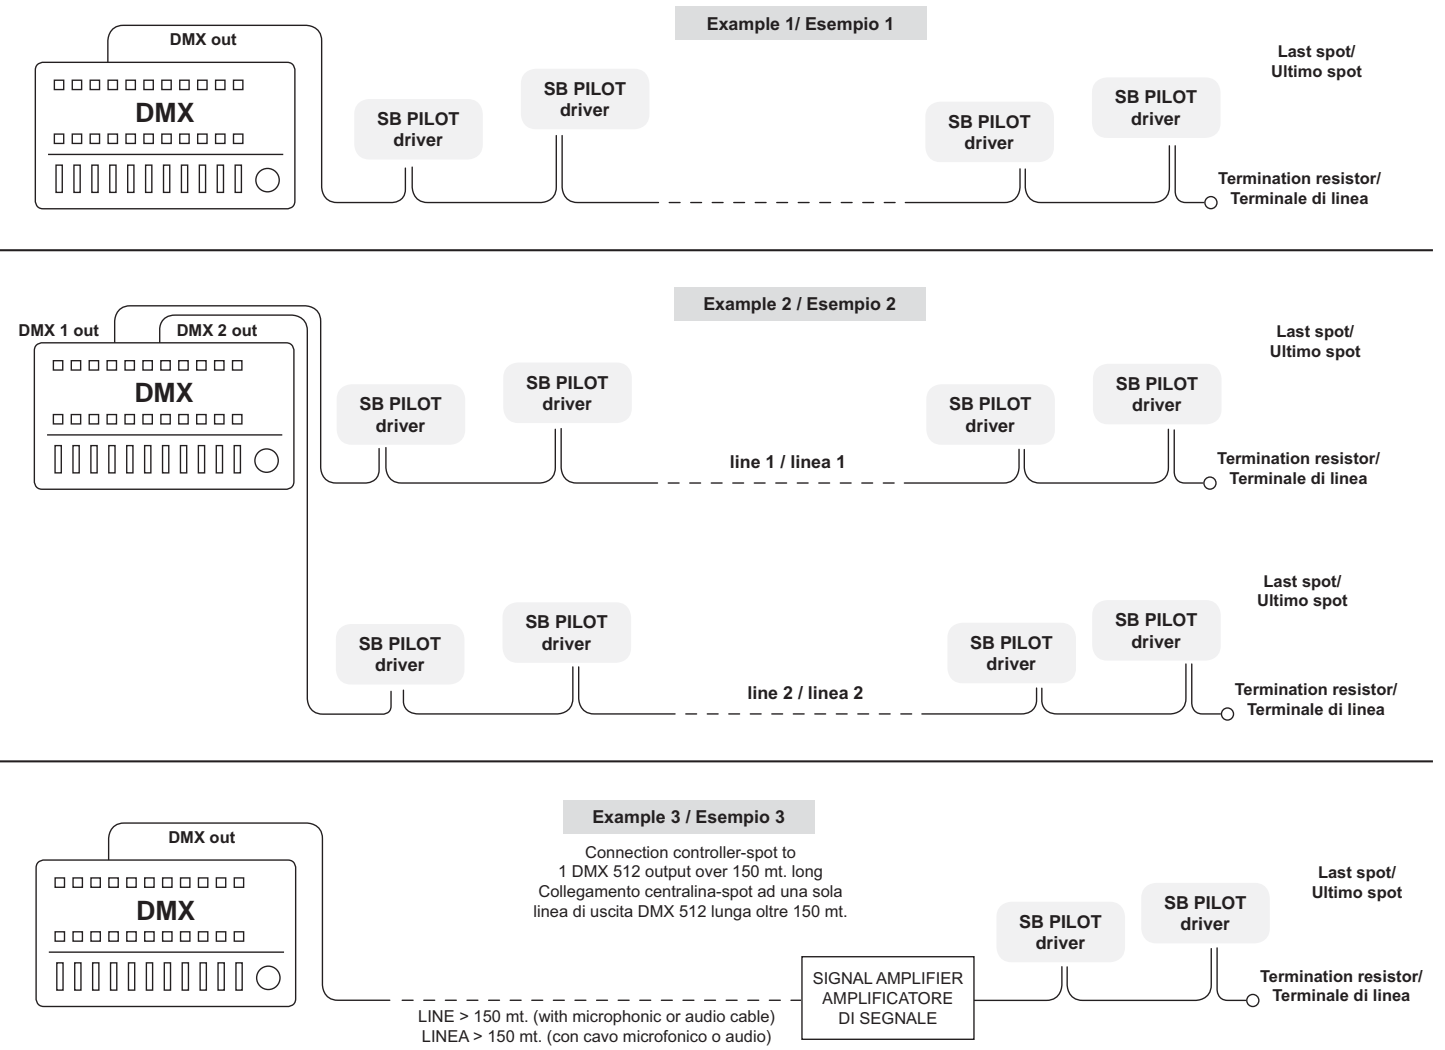 Example 1/ Esempio 1
DMX out
DMX
SB PILOT
driver
SB PILOT
driver
SB PILOT
driver
SB PILOT
driver
Last spot/
Ultimo spot
Termination resistor/
Terminale di linea
Example 2 / Esempio 2
DMX 1 out
DMX 2 out
DMX
SB PILOT
driver
SB PILOT
driver
line 1 / linea 1
SB PILOT
driver
SB PILOT
driver
Last spot/
Ultimo spot
Termination resistor/
Terminale di linea
SB PILOT
driver
SB PILOT
driver
line 2 / linea 2
SB PILOT
driver
SB PILOT
driver
Last spot/
Ultimo spot
Termination resistor/
Terminale di linea
Example 3 / Esempio 3
Connection controller-spot to
1 DMX 512 output over 150 mt. long
Collegamento centralina-spot ad una sola
linea di uscita DMX 512 lunga oltre 150 mt.
DMX out
DMX
LINE > 150 mt. (with microphonic or audio cable)
LINEA > 150 mt. (con cavo microfonico o audio)
SIGNAL AMPLIFIER
AMPLIFICATORE
DI SEGNALE
SB PILOT
driver
SB PILOT
driver
Last spot/
Ultimo spot
Termination resistor/
Terminale di linea